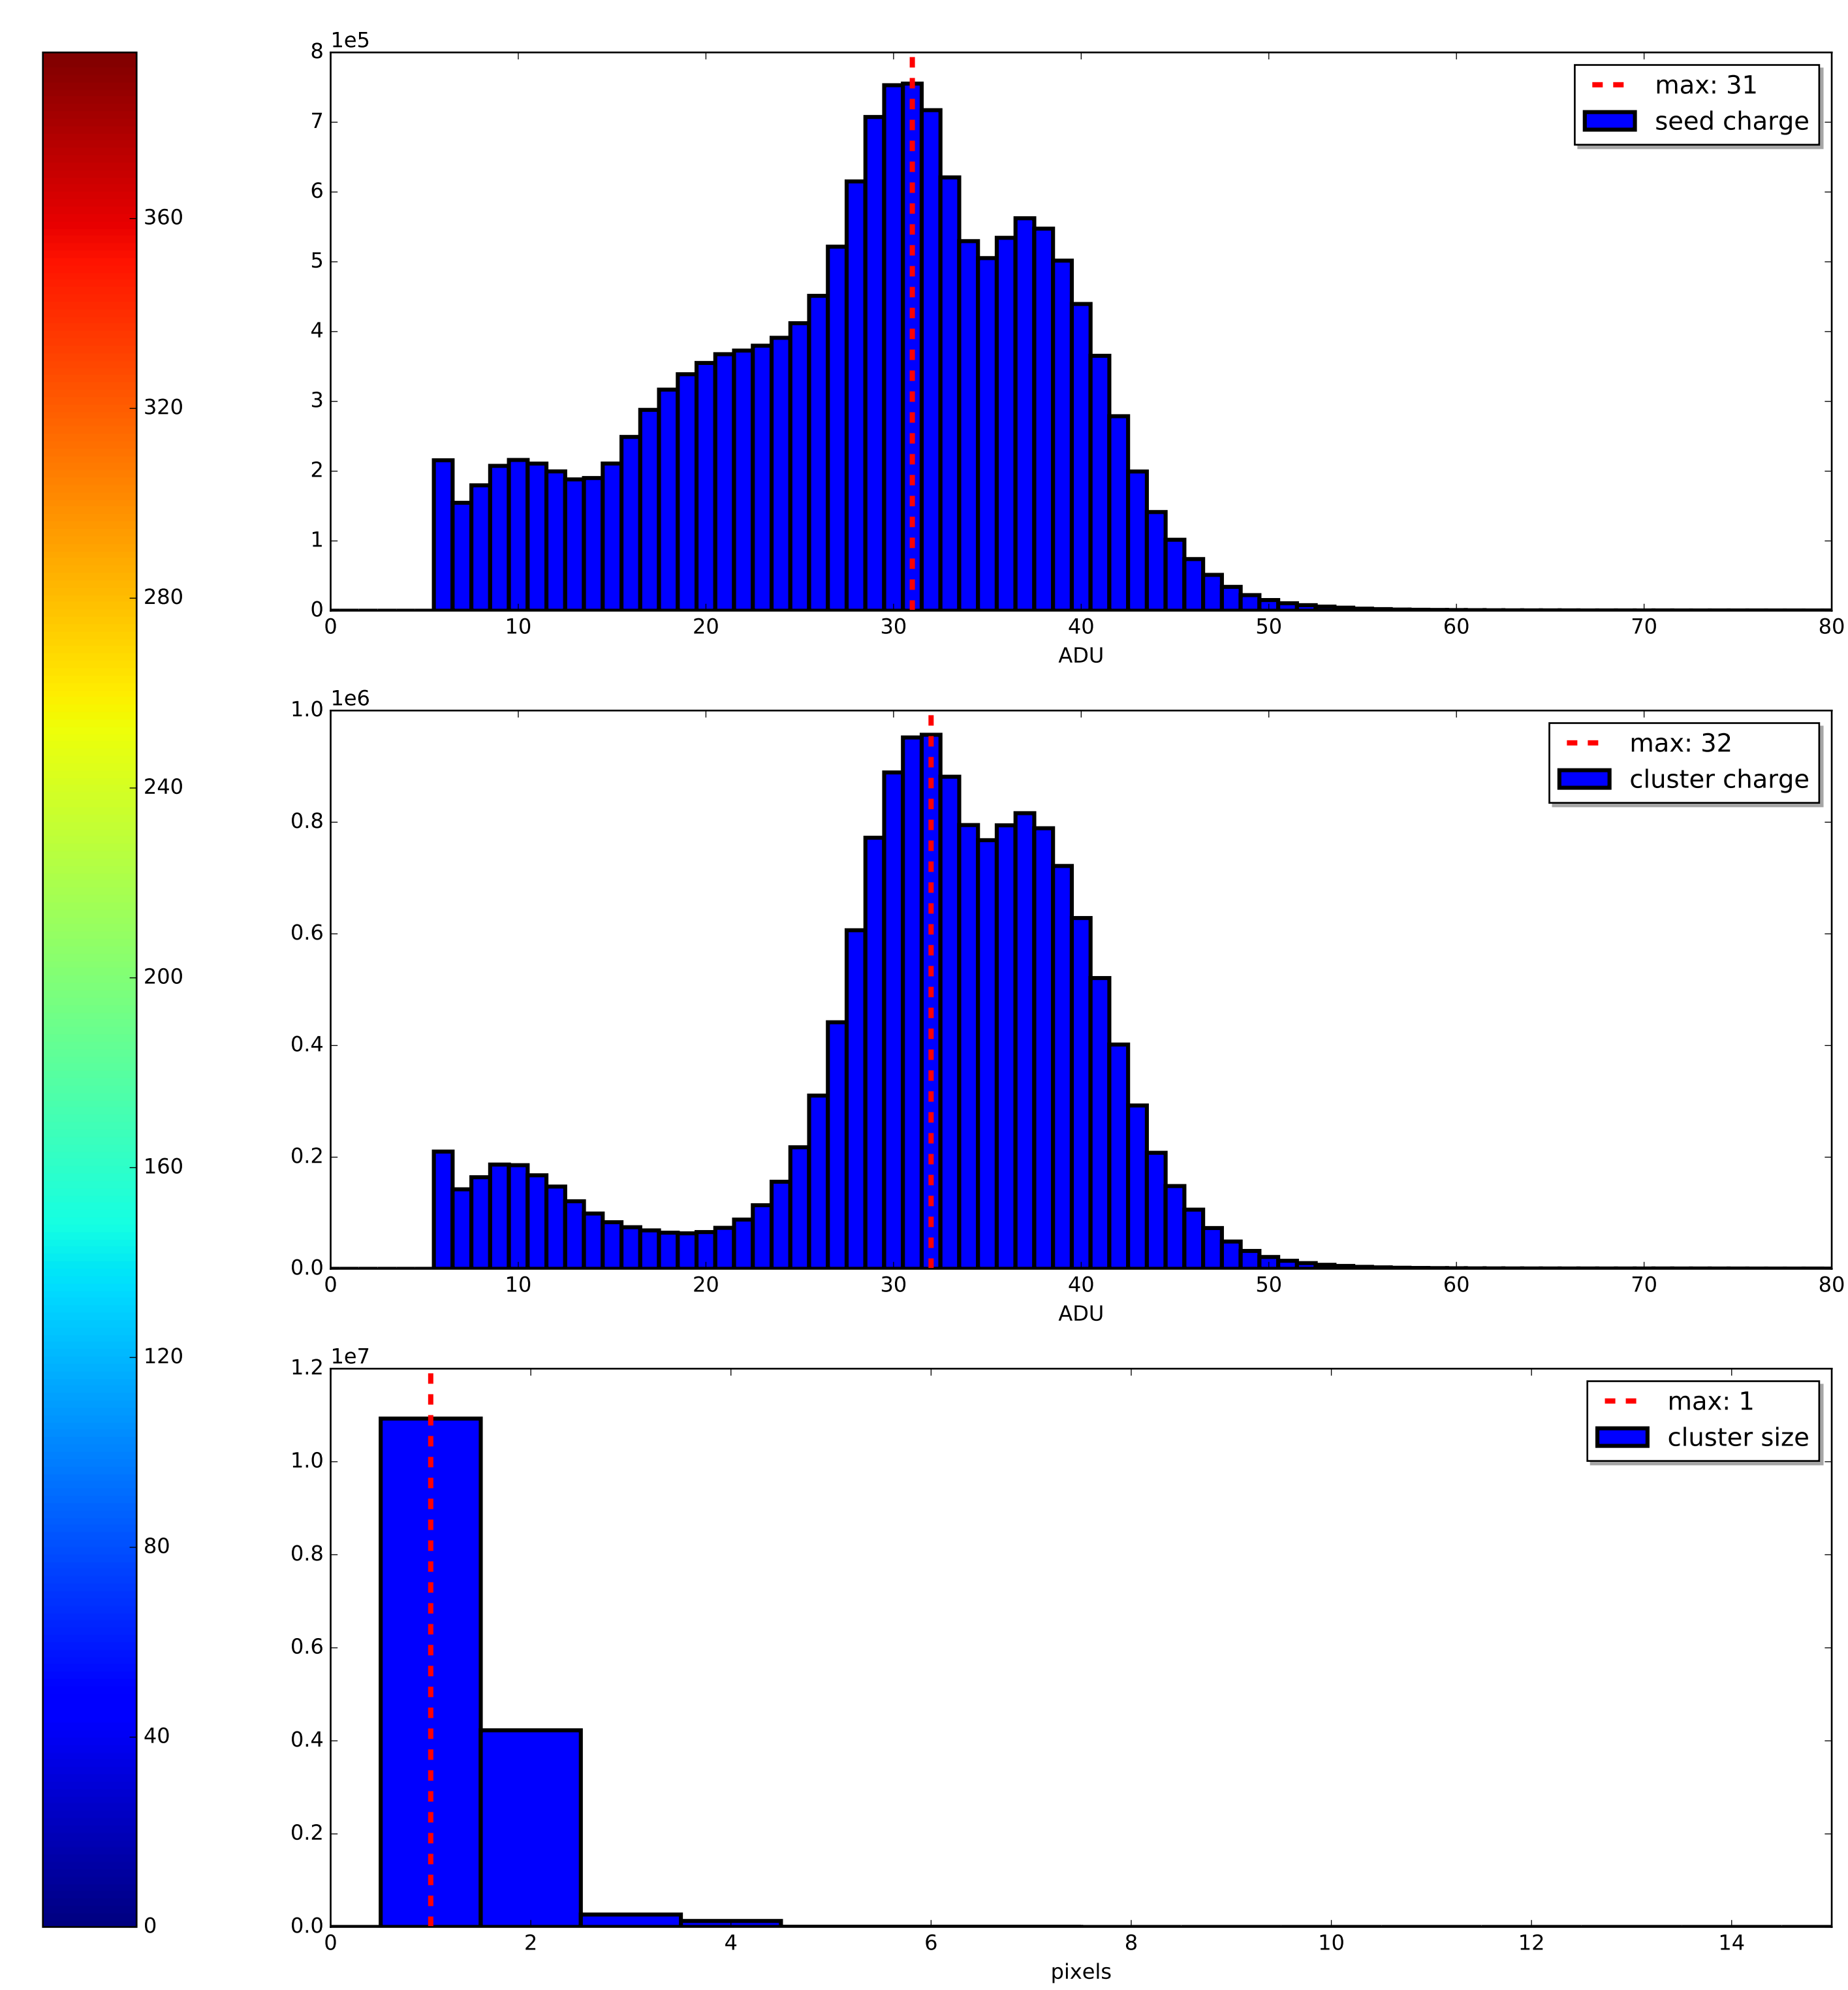 360
320
280
240
200
160
120
80
40
0
1e5
8
7
6
5
4
3
2
1
0
max: 31
seed charge
0 10 20 30 40 50 60 70 80
ADU
1e6
1.0
0.8
0.6
0.4
0.2
0.0
max: 32
cluster charge
0 10 20 30 40 50 60 70 80
ADU
1e7
1.2
1.0
0.8
0.6
0.4
0.2
0.0
max: 1
cluster size
0 2 4 6 8 10 12 14
pixels